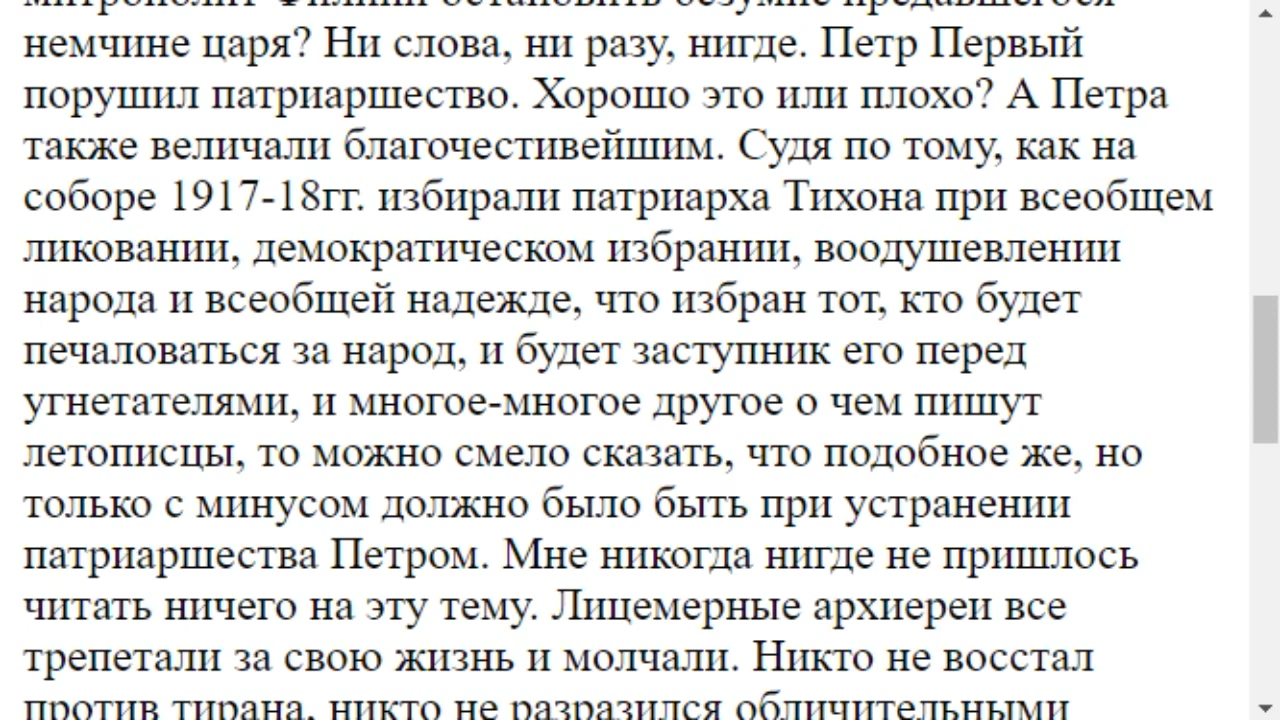 митрополит Филипп остановить безумие предавшегося
немчине царя? Ни слова, ни разу, нигде. Петр Первый
порушил патриаршество. Хорошо это или плохо? А Петра
также величали благочестивейшим. Судя по тому, как на
соборе 1917-18гг. избирали патриарха Тихона при всеобщем
ликовании, демократическом избрании, воодушевлении
народа и всеобщей надежде, что избран тот, кто будет
печаловаться за народ, и будет заступник его перед
угнетателями, и многое-многое другое о чем пишут
летописцы, то можно смело сказать, что подобное же, но
только с минусом должно было быть при устранении
патриаршества Петром. Мне никогда нигде не пришлось
читать ничего на эту тему. Лицемерные архиереи все
трепетали за свою жизнь и молчали. Никто не восстал
против тирана, никто не разразился обличительными